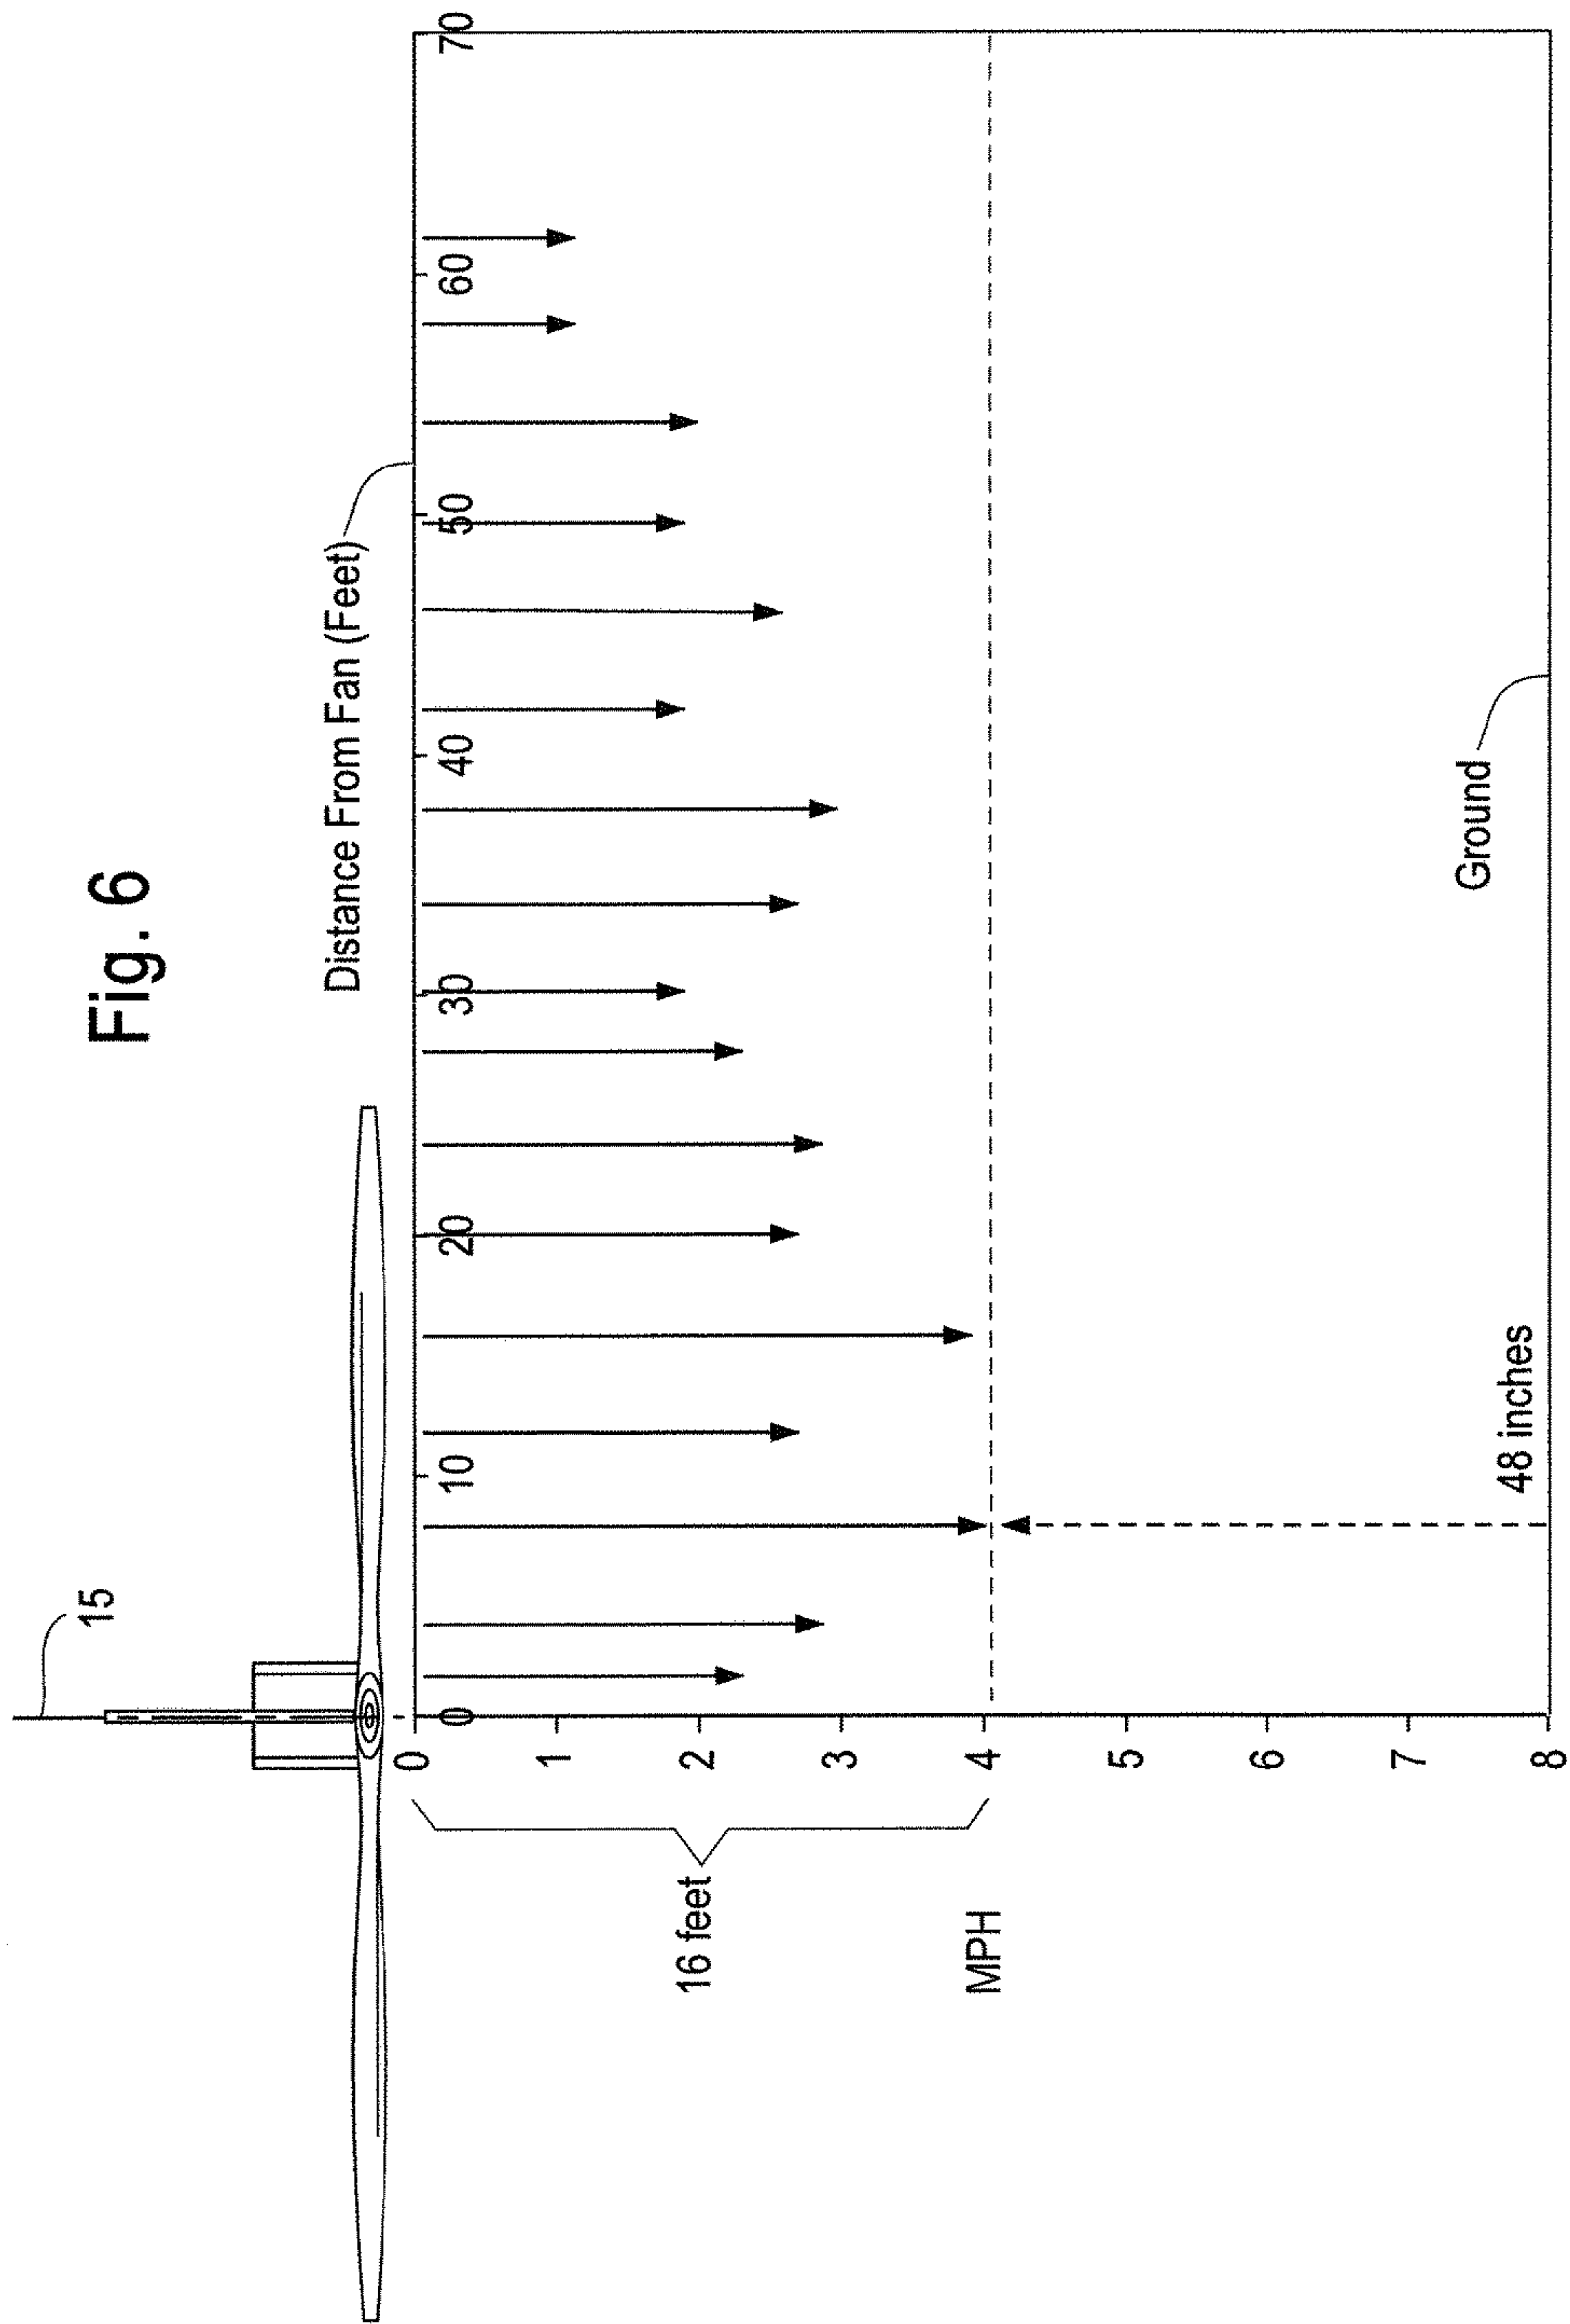 Fig. 6
15
Distance From Fan (Feet)
0 10 20 30 40 50 60 70
0
1
2
3
4
5
6
7
8
16 feet
MPH
48 inches
Ground